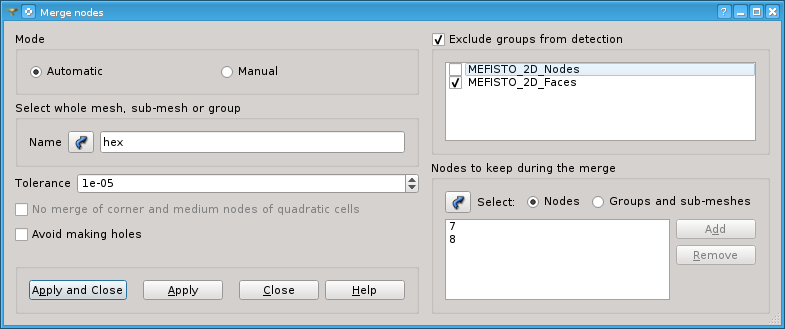 Merge nodes
Mode
Automatic
Manual
Select whole mesh, sub-mesh or group
Name
hex
Tolerance
1e-05
No merge of corner and medium nodes of quadratic cells
Avoid making holes
Apply and Close
Apply
Close
Help
Exclude groups from detection
MEFISTO_2D_Nodes
MEFISTO_2D_Faces
Nodes to keep during the merge
Select:
Nodes
Groups and sub-meshes
7
8
Add
Remove